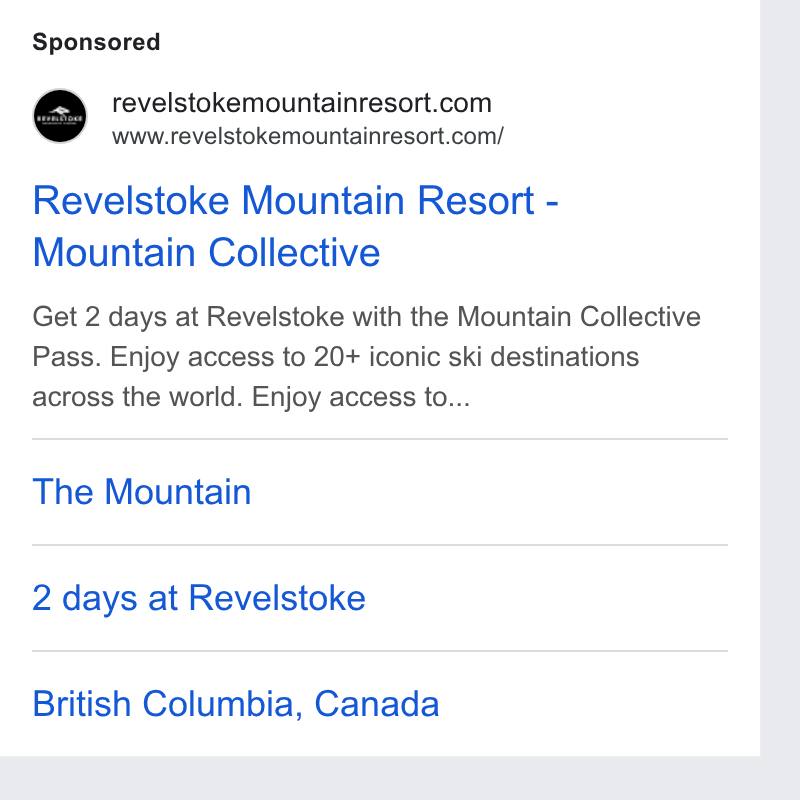 Sponsored
REVELSTOKE
revelstokemountainresort.com
www.revelstokemountainresort.com/
Revelstoke Mountain Resort -
Mountain Collective
Get 2 days at Revelstoke with the Mountain Collective
Pass. Enjoy access to 20+ iconic ski destinations
across the world. Enjoy access to...
The Mountain
2 days at Revelstoke
British Columbia, Canada